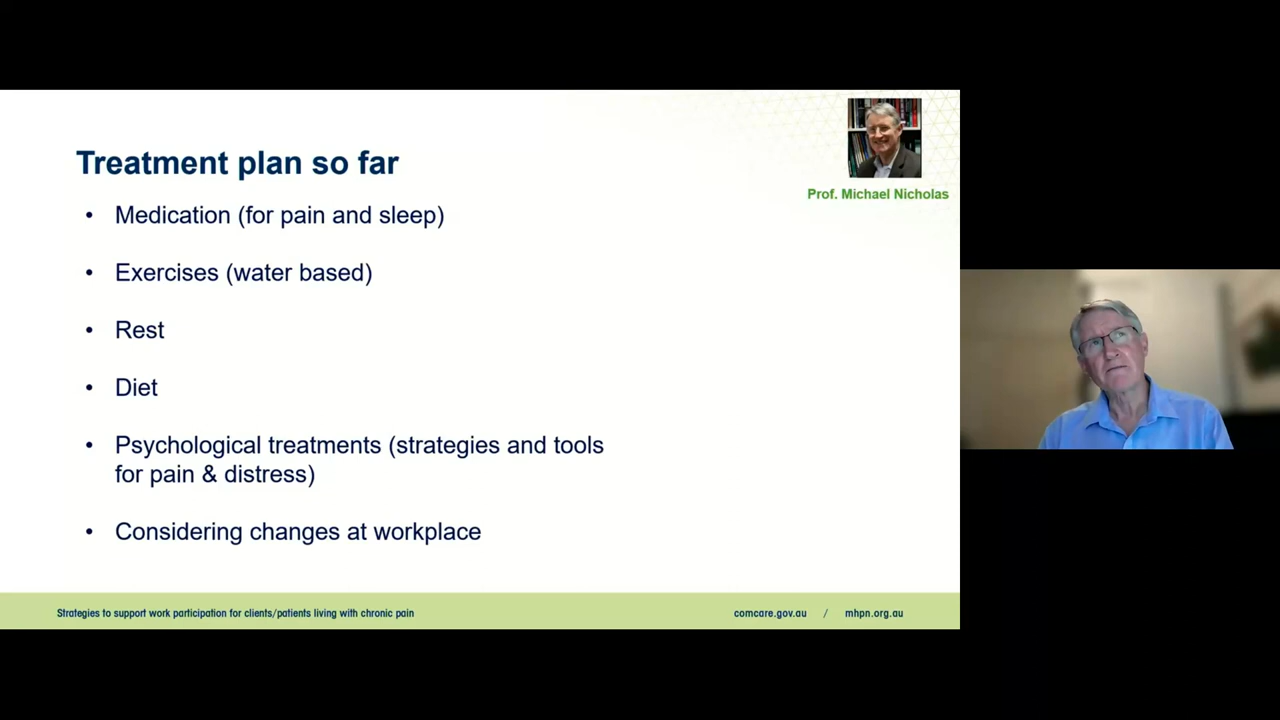 Prof. Michael Nicholas
Treatment plan so far
• Medication (for pain and sleep)
• Exercises (water based)
• Rest
• Diet
• Psychological treatments (strategies and tools
for pain & distress)
• Considering changes at workplace
Strategies to support work participation for clients/patients living with chronic pain
comcare.gov.au / mhpn.org.au